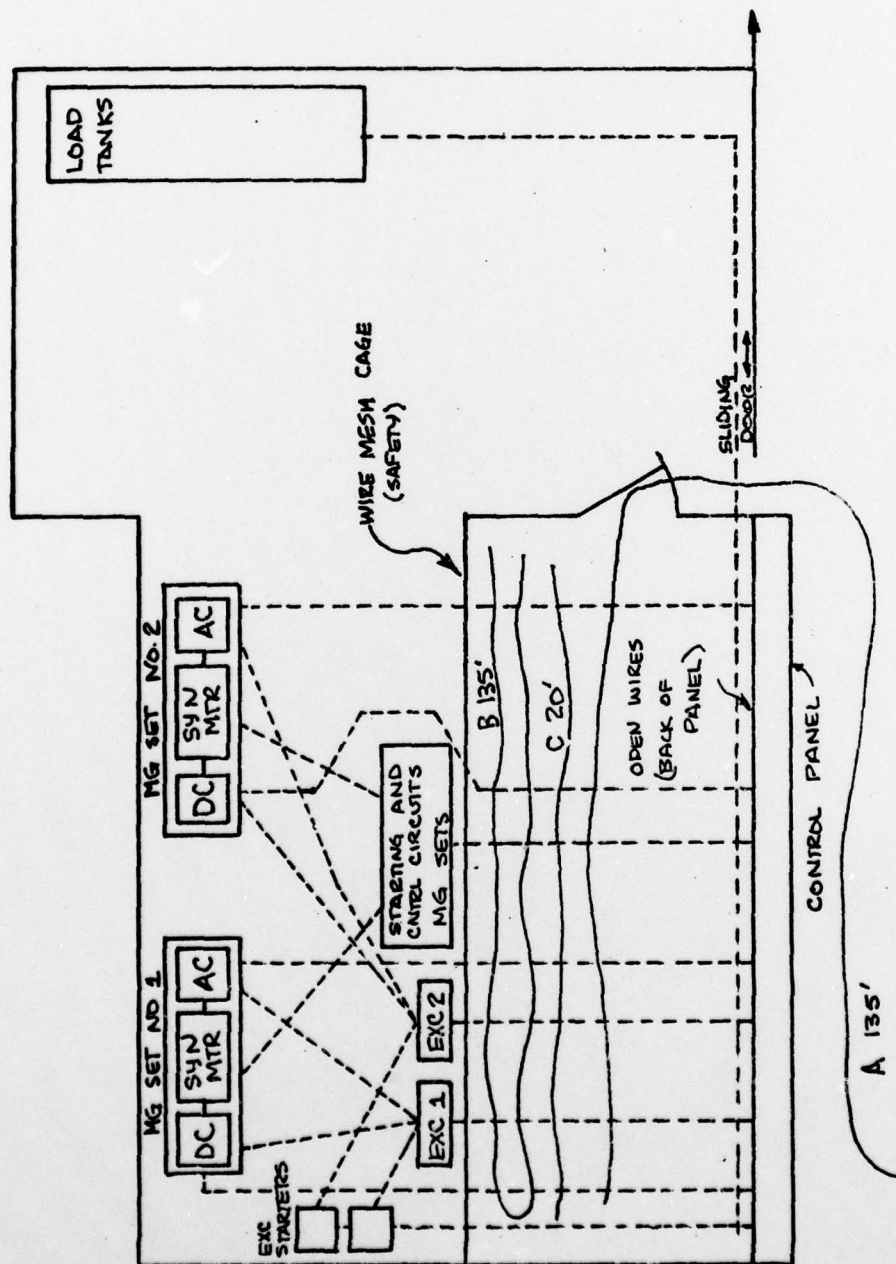 LOAD
TANKS
WIRE MESH CAGE
(SAFETY)
SLIDING
DOOR
MG SET NO. 2
DC
SYN
MTR
AC
MG SET NO 1
DC
SYN
MTR
AC
STARTING AND
CNTRL CIRCUITS
MG SETS
EXC
STARTERS
EXC 1
EXC 2
B 135'
C 20'
OPEN WIRES
(BACK OF
PANEL)
CONTROL PANEL
A 135'